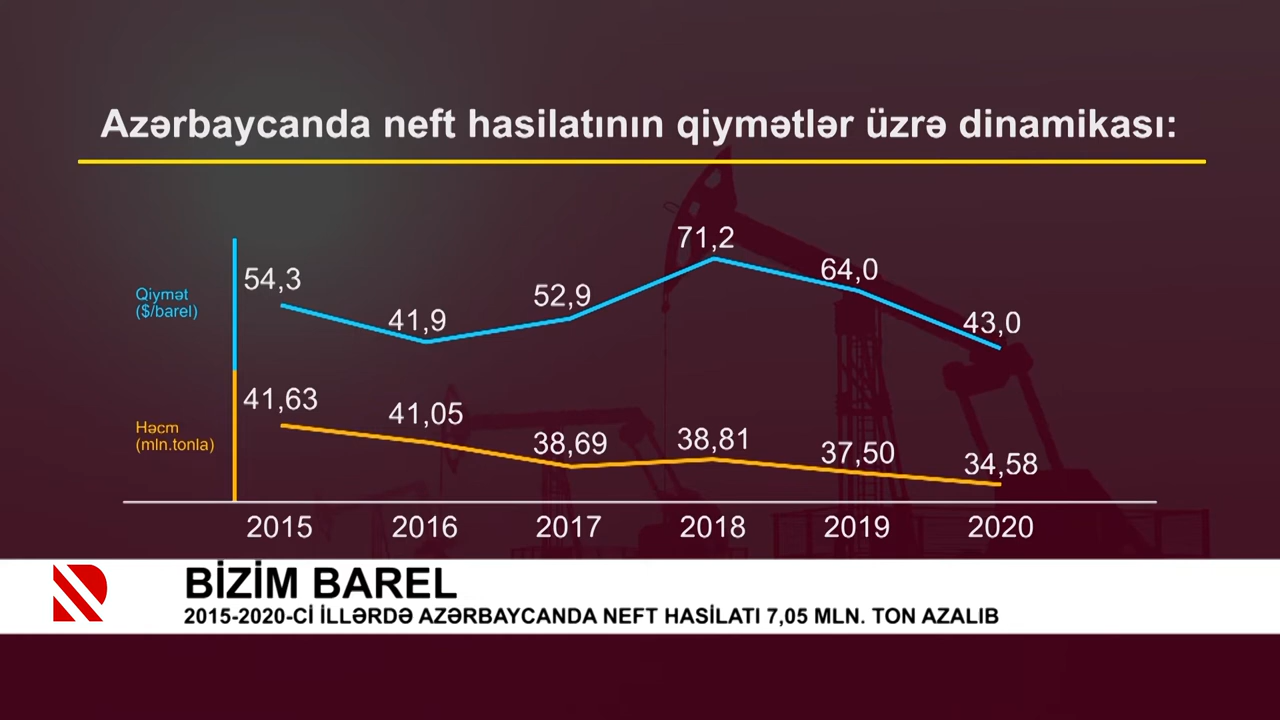 Azərbaycanda neft hasilatının qiymətlər üzrə dinamikası:
Qiymət
($/barel)
54,3
41,9
52,9
71,2
64,0
43,0
Həcm
(mln.tonla)
41,63
41,05
38,69
38,81
37,50
34,58
2015 2016 2017 2018 2019 2020
BİZİM BAREL
2015-2020-Cİ İLLƏRDƏ AZƏRBAYCANDA NEFT HASİLATI 7,05 MLN. TON AZALIB